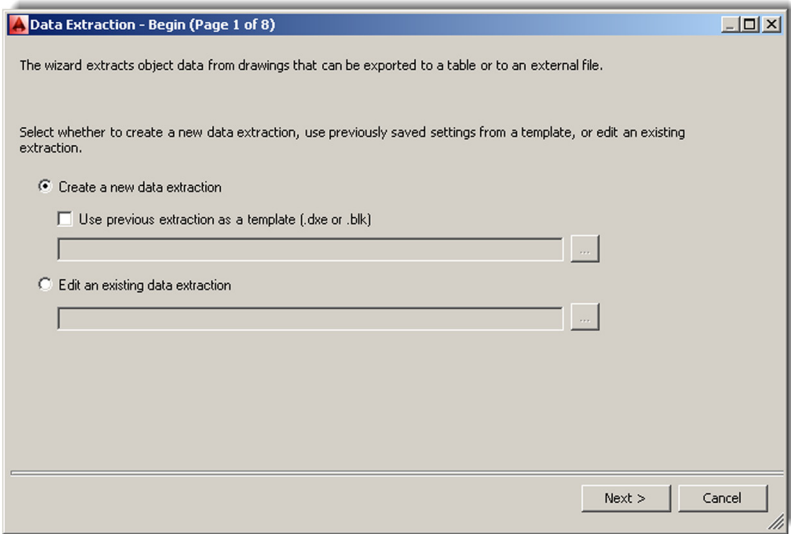 Data Extraction - Begin (Page 1 of 8)
The wizard extracts object data from drawings that can be exported to a table or to an external file.
Select whether to create a new data extraction, use previously saved settings from a template, or edit an existing
extraction.
Create a new data extraction
Use previous extraction as a template (.dxe or .blk)
...
Edit an existing data extraction
...
Next >
Cancel